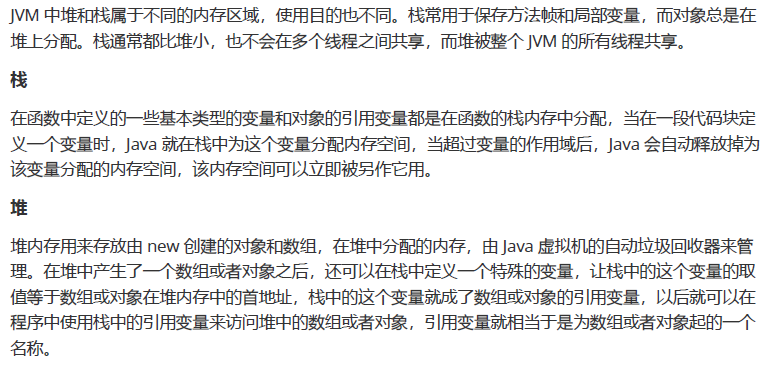 JVM 中堆和栈属于不同的内存区域，使用目的也不同。栈常用于保存方法帧和局部变量，而对象总是在
堆上分配。栈通常都比堆小，也不会在多个线程之间共享，而堆被整个 JVM 的所有线程共享。
栈
在函数中定义的一些基本类型的变量和对象的引用变量都是在函数的栈内存中分配，当在一段代码块定
义一个变量时，Java 就在栈中为这个变量分配内存空间，当超过变量的作用域后，Java 会自动释放掉为
该变量分配的内存空间，该内存空间可以立即被另作它用。
堆
堆内存用来存放由 new 创建的对象和数组，在堆中分配的内存，由 Java 虚拟机的自动垃圾回收器来管
理。在堆中产生了一个数组或者对象之后，还可以在栈中定义一个特殊的变量，让栈中的这个变量的取
值等于数组或对象在堆内存中的首地址，栈中的这个变量就成了数组或对象的引用变量，以后就可以在
程序中使用栈中的引用变量来访问堆中的数组或者对象，引用变量就相当于是为数组或者对象起的一个
名称。